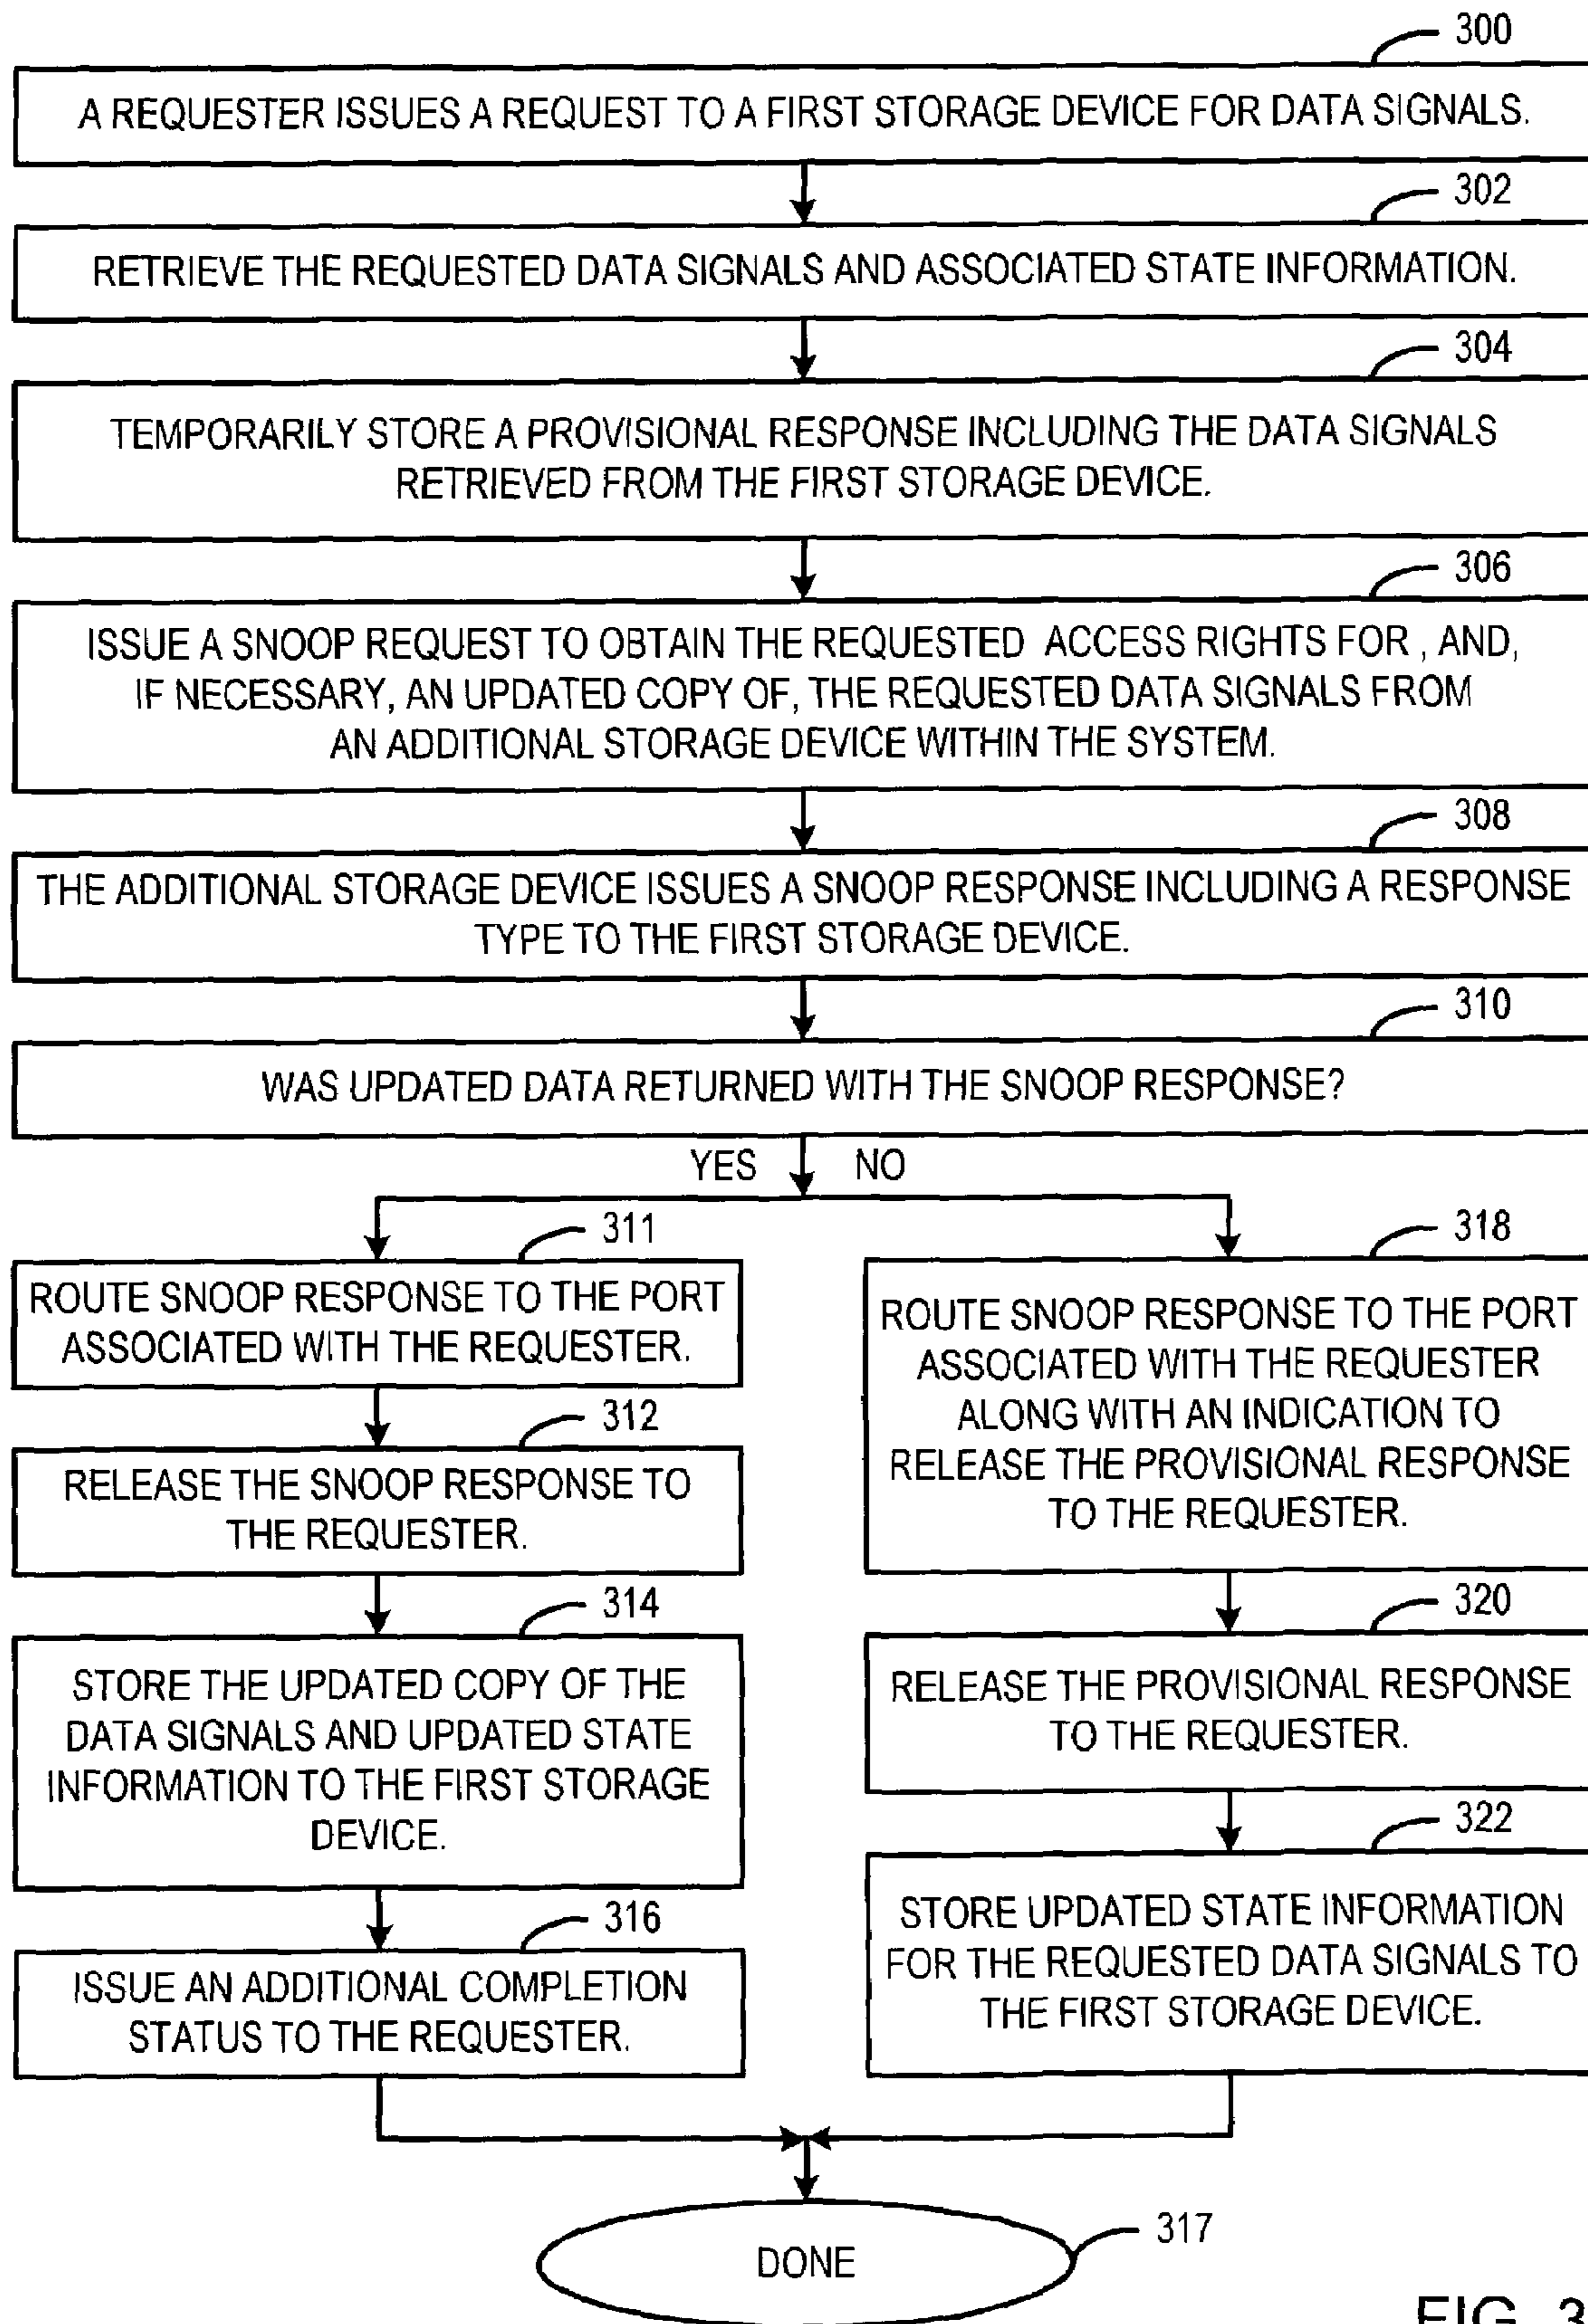 300
A REQUESTER ISSUES A REQUEST TO A FIRST STORAGE DEVICE FOR DATA SIGNALS.
302
RETRIEVE THE REQUESTED DATA SIGNALS AND ASSOCIATED STATE INFORMATION.
304
TEMPORARILY STORE A PROVISIONAL RESPONSE INCLUDING THE DATA SIGNALS
RETRIEVED FROM THE FIRST STORAGE DEVICE.
306
ISSUE A SNOOP REQUEST TO OBTAIN THE REQUESTED ACCESS RIGHTS FOR , AND,
IF NECESSARY, AN UPDATED COPY OF, THE REQUESTED DATA SIGNALS FROM
AN ADDITIONAL STORAGE DEVICE WITHIN THE SYSTEM.
308
THE ADDITIONAL STORAGE DEVICE ISSUES A SNOOP RESPONSE INCLUDING A RESPONSE
TYPE TO THE FIRST STORAGE DEVICE.
310
WAS UPDATED DATA RETURNED WITH THE SNOOP RESPONSE?
YES NO
311
ROUTE SNOOP RESPONSE TO THE PORT
ASSOCIATED WITH THE REQUESTER.
312
RELEASE THE SNOOP RESPONSE TO
THE REQUESTER.
314
STORE THE UPDATED COPY OF THE
DATA SIGNALS AND UPDATED STATE
INFORMATION TO THE FIRST STORAGE
DEVICE.
316
ISSUE AN ADDITIONAL COMPLETION
STATUS TO THE REQUESTER.
318
ROUTE SNOOP RESPONSE TO THE PORT
ASSOCIATED WITH THE REQUESTER
ALONG WITH AN INDICATION TO
RELEASE THE PROVISIONAL RESPONSE
TO THE REQUESTER.
320
RELEASE THE PROVISIONAL RESPONSE
TO THE REQUESTER.
322
STORE UPDATED STATE INFORMATION
FOR THE REQUESTED DATA SIGNALS TO
THE FIRST STORAGE DEVICE.
DONE
317
FIG. 3